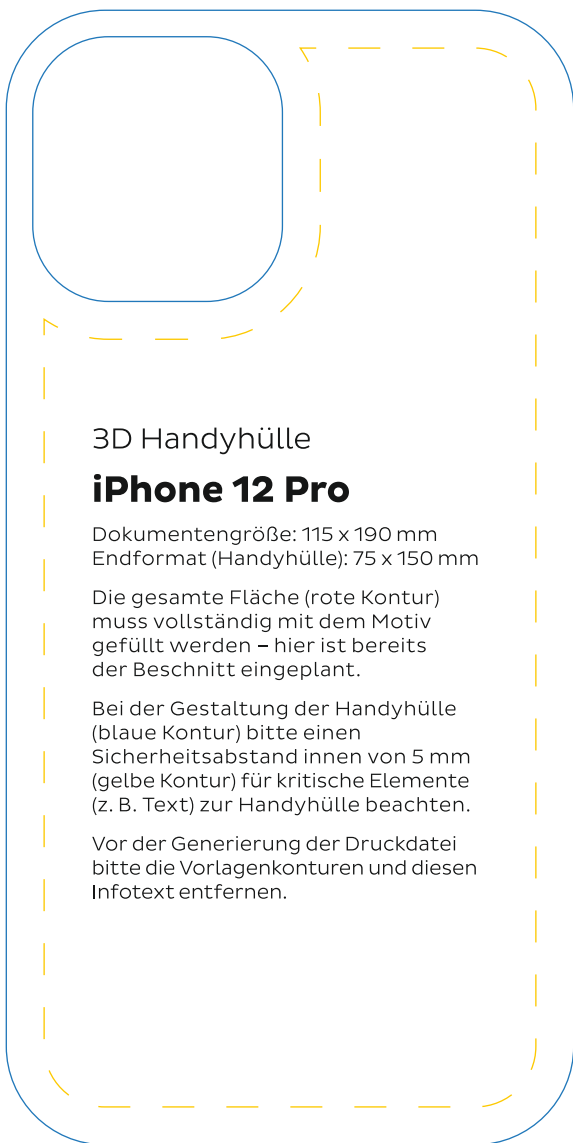 3D Handyhülle
iPhone 12 Pro
Dokumentengröße: 115 x 190 mm
Endformat (Handyhülle): 75 x 150 mm
Die gesamte Fläche (rote Kontur)
muss vollständig mit dem Motiv
gefüllt werden – hier ist bereits
der Beschnitt eingeplant.
Bei der Gestaltung der Handyhülle
(blaue Kontur) bitte einen
Sicherheitsabstand innen von 5 mm
(gelbe Kontur) für kritische Elemente
(z. B. Text) zur Handyhülle beachten.
Vor der Generierung der Druckdatei
bitte die Vorlagenkonturen und diesen
Infotext entfernen.